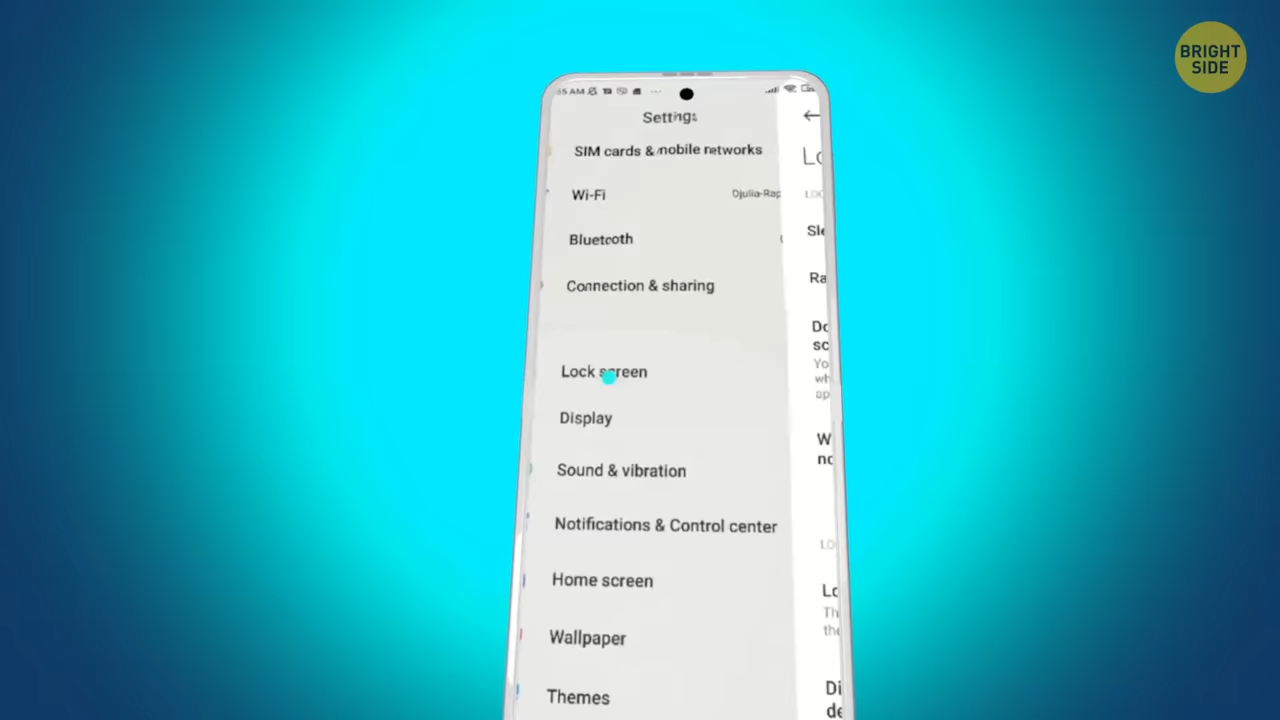 BRIGHT
SIDE
Settings
SIM cards & mobile networks
Wi-Fi
Bluetooth
Connection & sharing
Lock screen
Display
Sound & vibration
Notifications & Control center
Home screen
Wallpaper
Themes